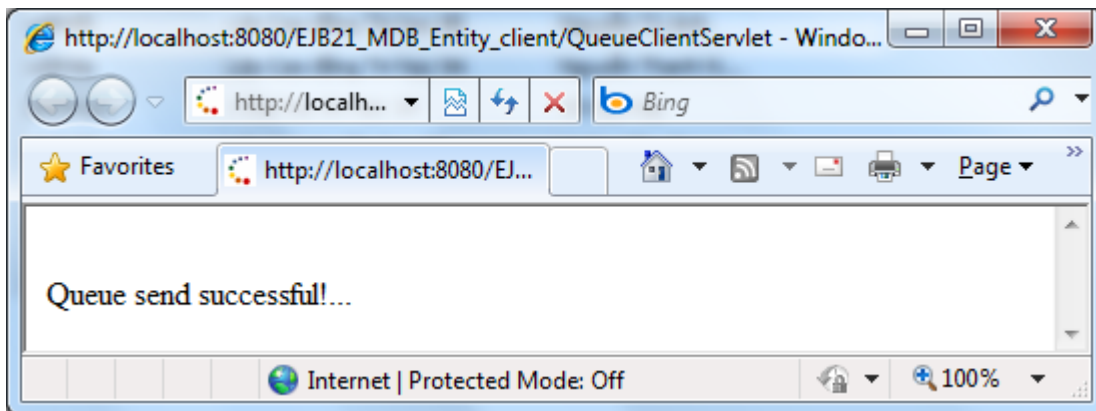 http://localhost:8080/EJB21_MDB_Entity_client/QueueClientServlet - Windo...
http://localh... Bing
Favorites http://localhost:8080/EJ... Page »
Queue send successful!...
Internet | Protected Mode: Off 100%